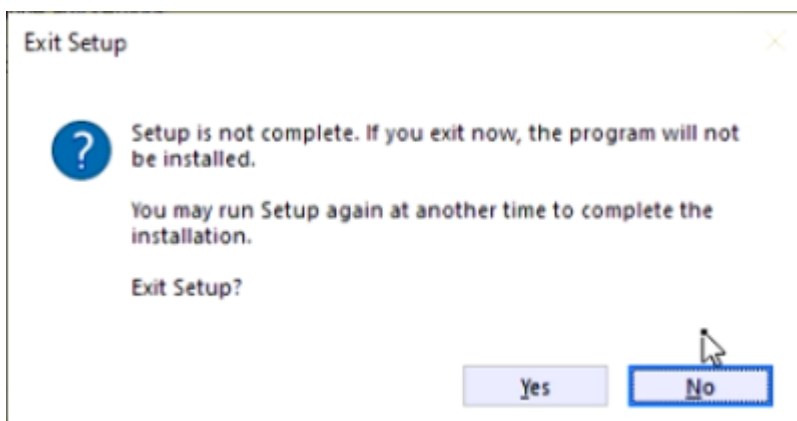 Exit Setup
Setup is not complete. If you exit now, the program will not
be installed.
You may run Setup again at another time to complete the
installation.
Exit Setup?
Yes
No